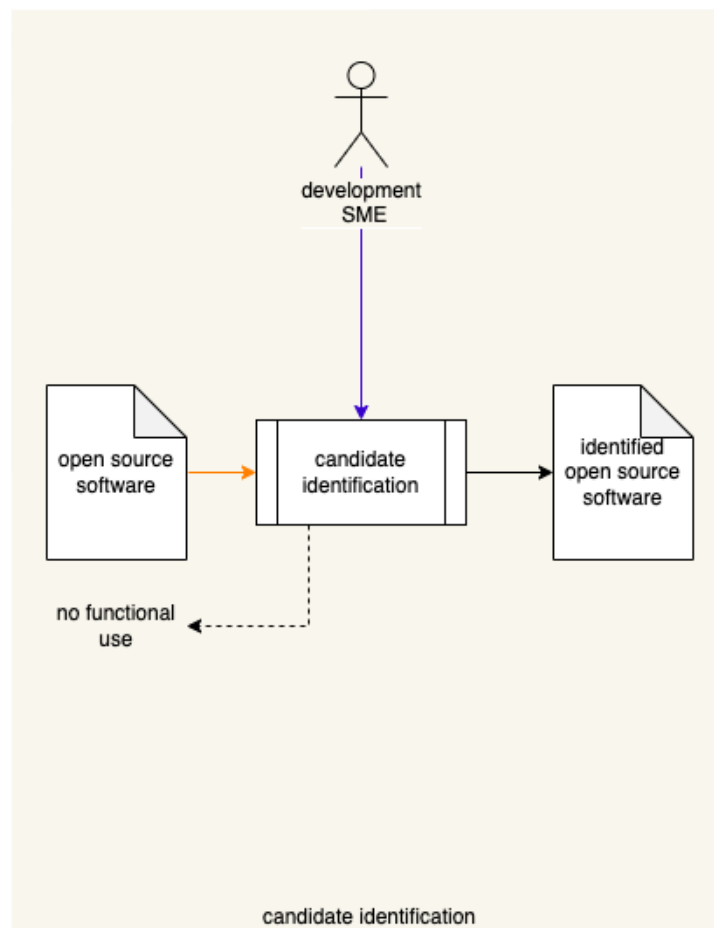 development
SME
open source
software
candidate
identification
identified
open source
software
no functional
use
candidate identification